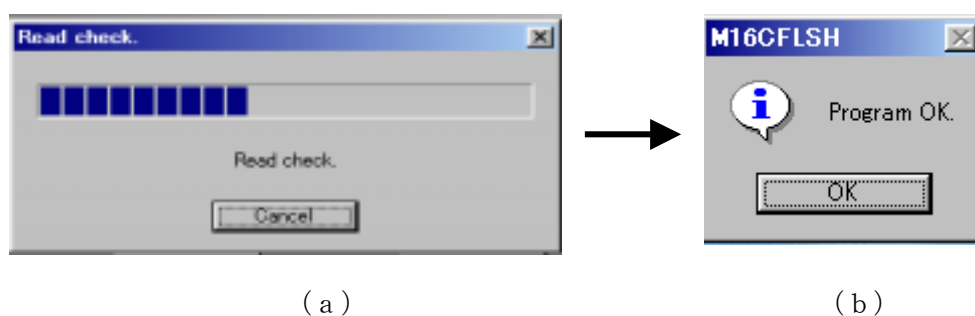 Read check.
M16CFLSH
Program OK.
Read check.
Cancel
OK
(a)
(b)